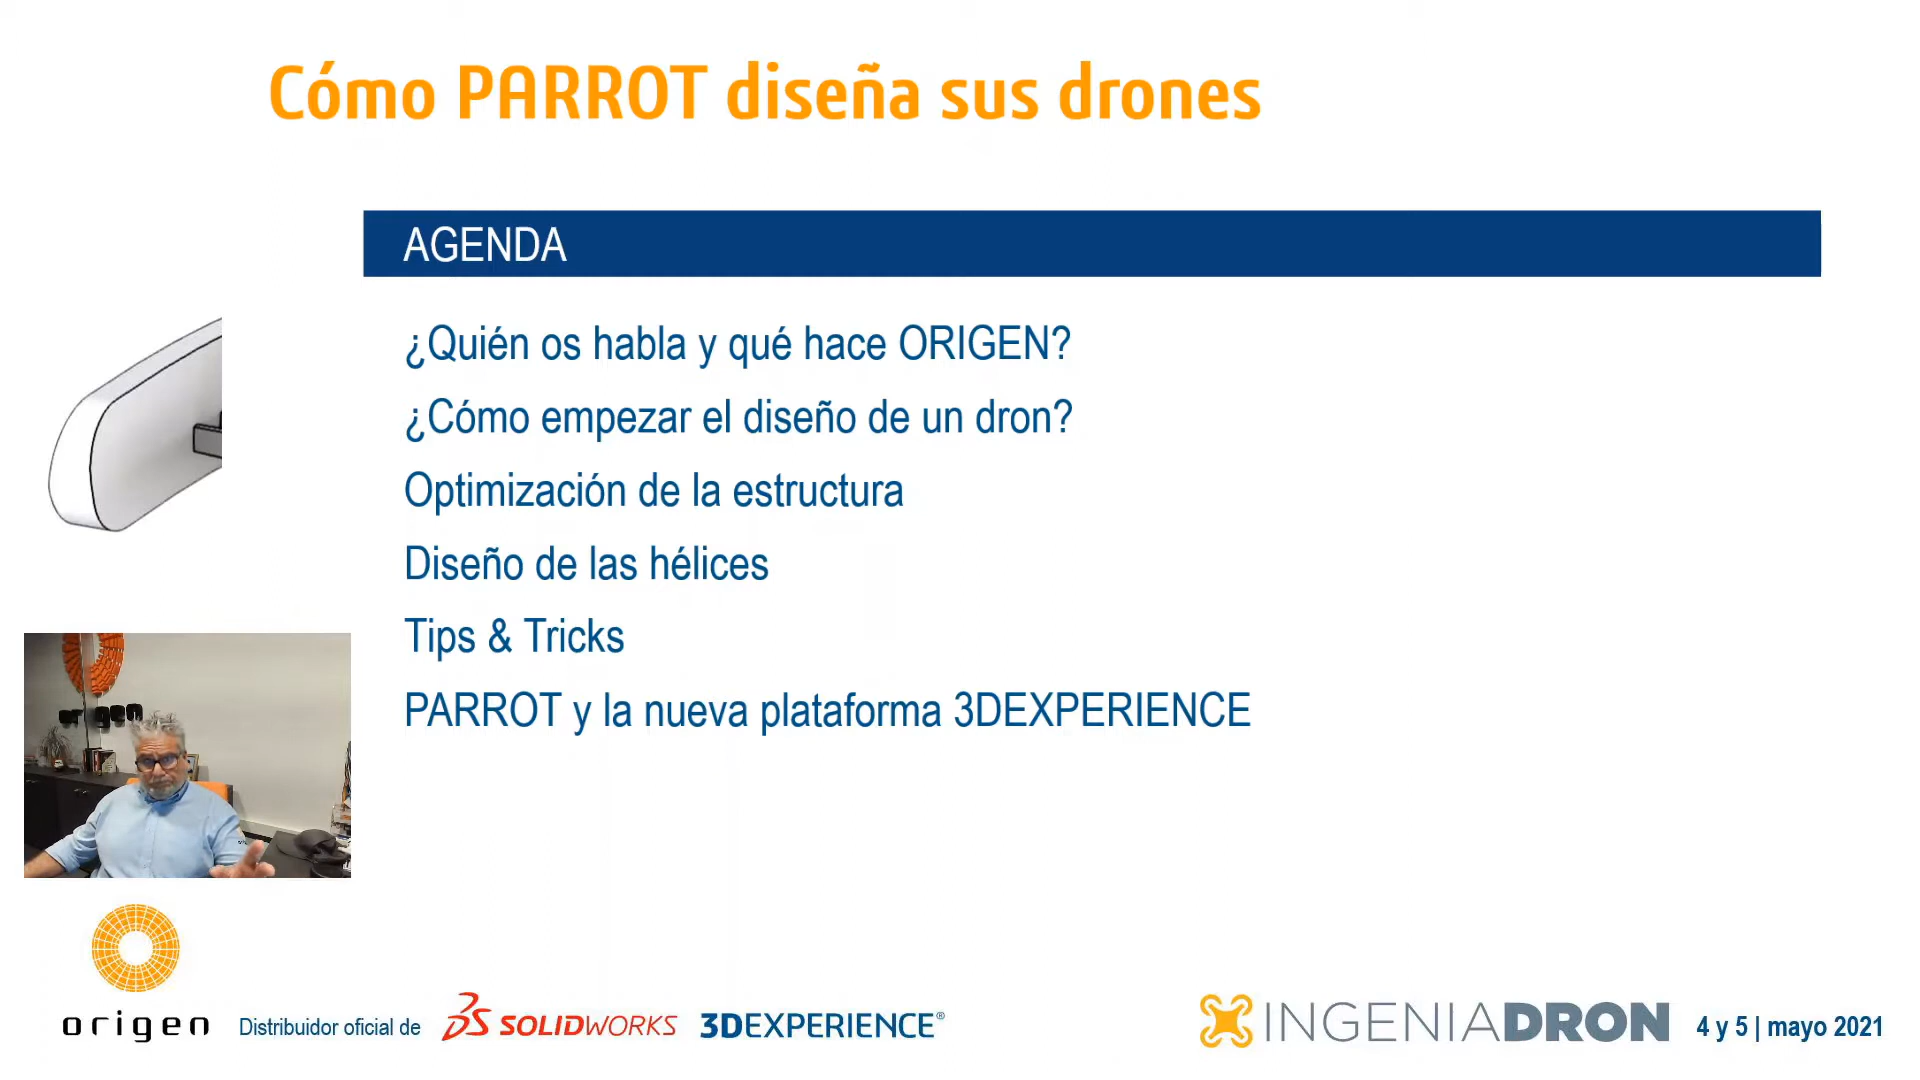 Cómo PARROT diseña sus drones
AGENDA
¿Quién os habla y qué hace ORIGEN?
¿Cómo empezar el diseño de un dron?
Optimización de la estructura
Diseño de las hélices
Tips & Tricks
PARROT y la nueva plataforma 3DEXPERIENCE
origen
Distribuidor oficial de
SOLIDWORKS
3DEXPERIENCE®
INGENIADRON
4 y 5 | mayo 2021